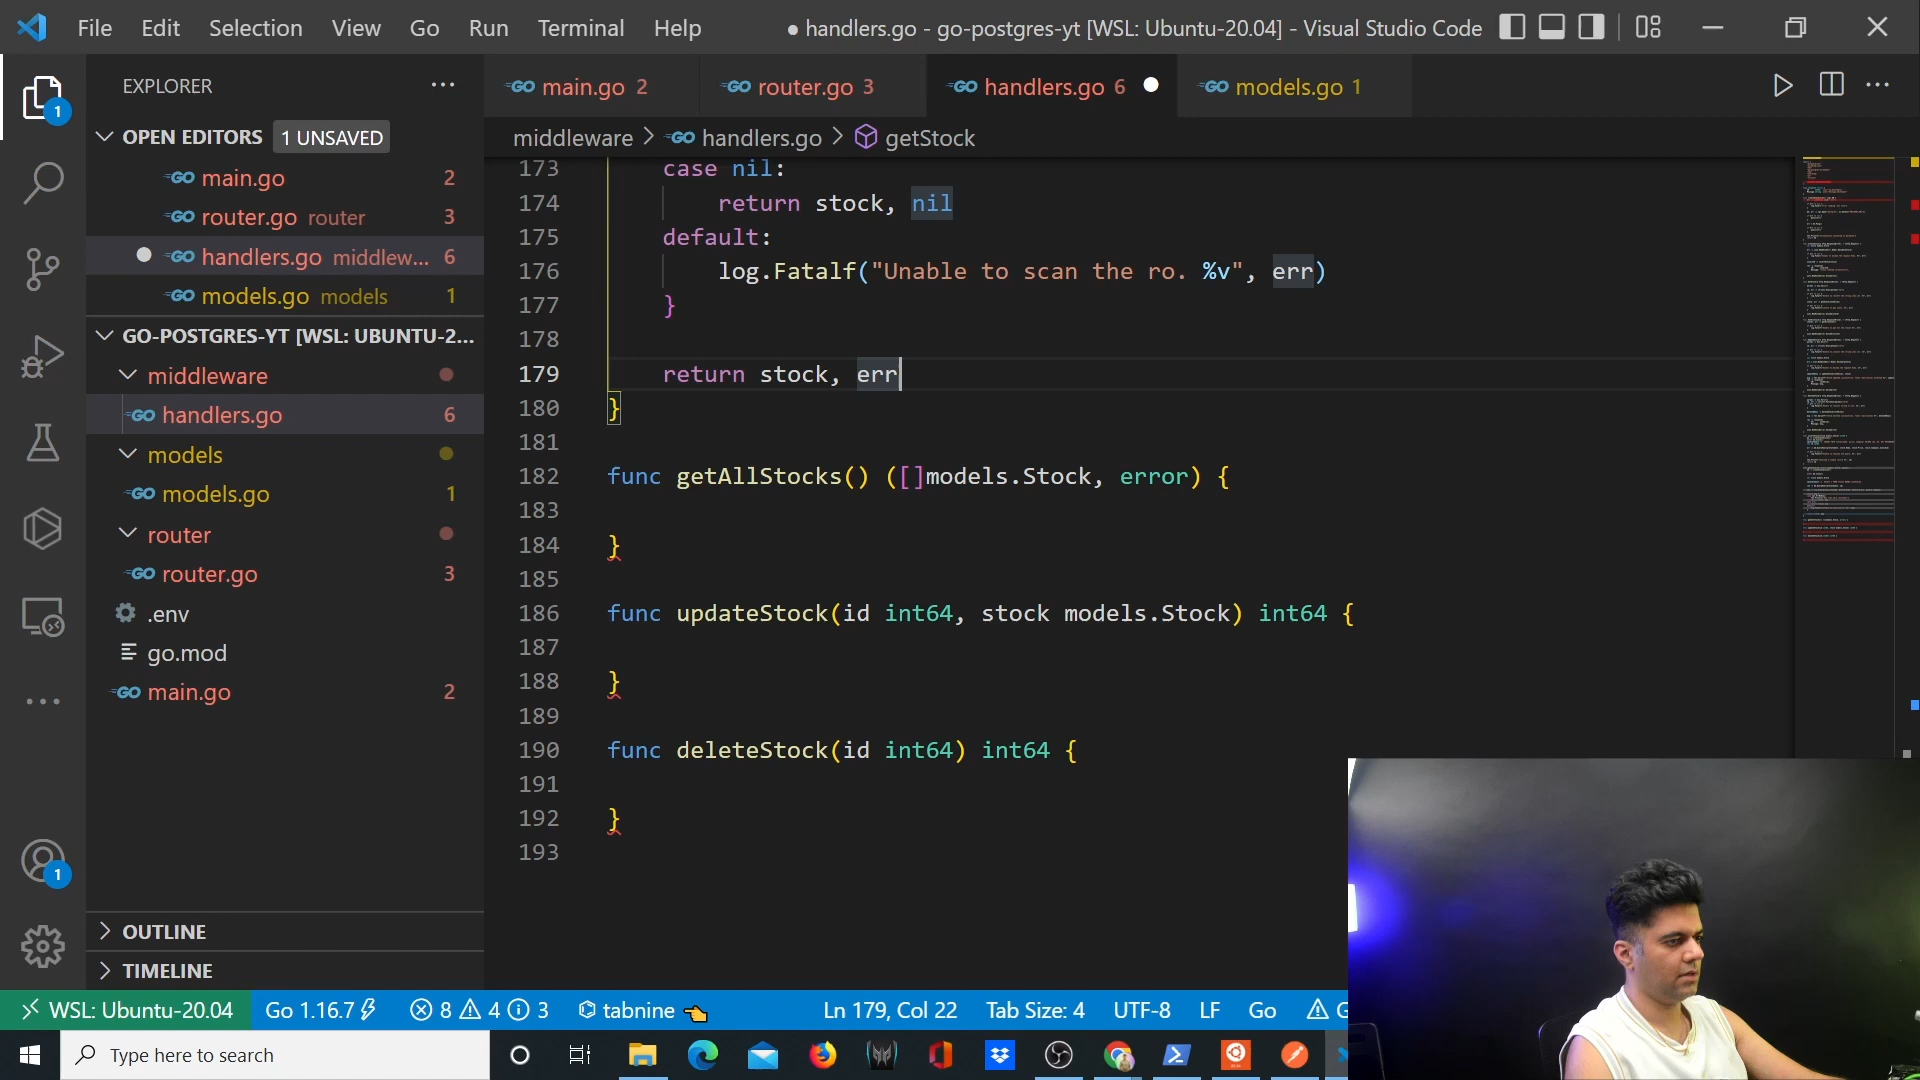 File Edit Selection View Go Run Terminal Help
● handlers.go - go-postgres-yt [WSL: Ubuntu-20.04] - Visual Studio Code
EXPLORER
OPEN EDITORS 1 UNSAVED
main.go 2
router.go router 3
handlers.go middlew... 6
models.go models 1
GO-POSTGRES-YT [WSL: UBUNTU-2...
middleware
handlers.go 6
models
models.go 1
router
router.go 3
.env
go.mod
main.go 2
OUTLINE
TIMELINE
1
1
main.go 2
router.go 3
handlers.go 6
models.go 1
middleware > handlers.go > getStock
173 case nil:
174 return stock, nil
175 default:
176 log.Fatalf("Unable to scan the ro. %v", err)
177 }
178
179 return stock, err
180 }
181
182 func getAllStocks() ([]models.Stock, error) {
183
184 }
185
186 func updateStock(id int64, stock models.Stock) int64 {
187
188 }
189
190 func deleteStock(id int64) int64 {
191
192 }
193
WSL: Ubuntu-20.04 Go 1.16.7 8 4 3 tabnine Ln 179, Col 22 Tab Size: 4 UTF-8 LF Go
Type here to search